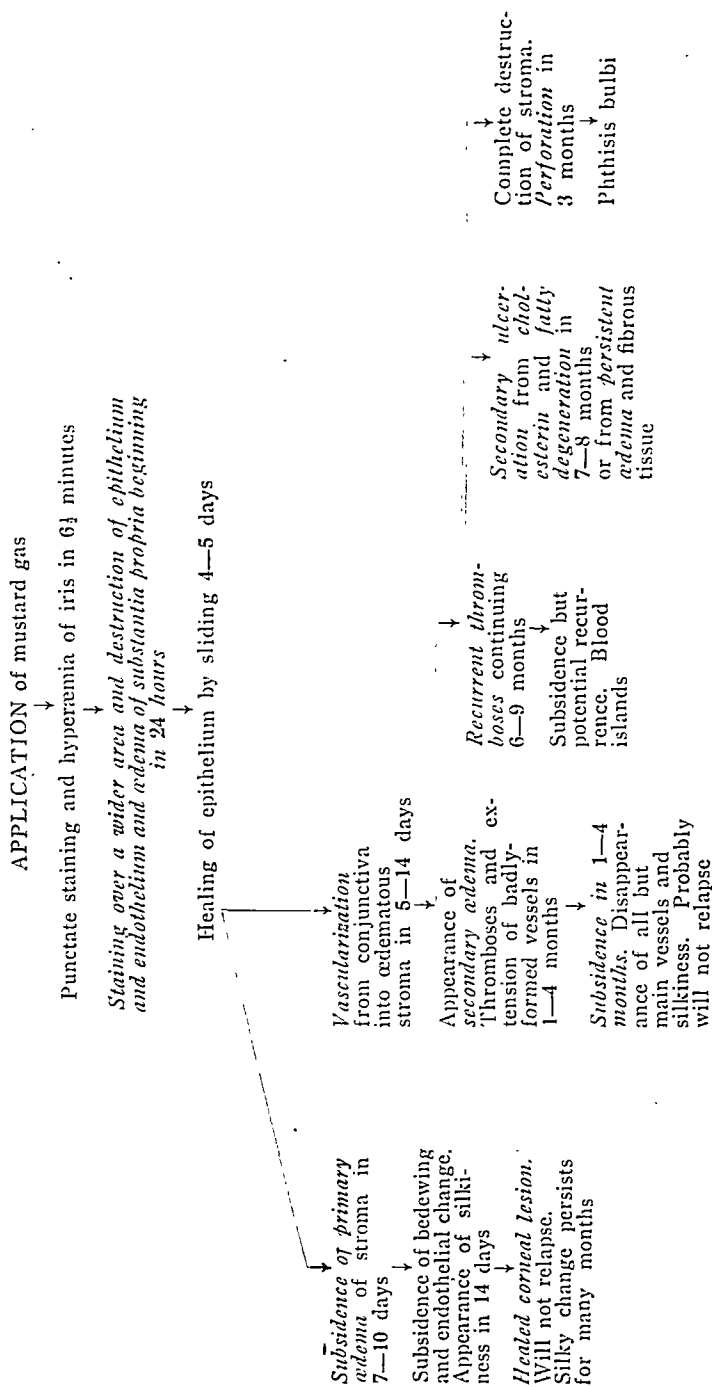 APPLICATION of mustard gas
Punctate staining and hyperæmia of iris in 6½ minutes
Staining over a wider area and destruction of epithelium
and endothelium and œdema of substantia propria beginning
in 24 hours
Healing of epithelium by sliding 4—5 days
Subsidence of primary
œdema of stroma in
7—10 days
Subsidence of bedewing
and endothelial change.
Appearance of silki-
ness in 14 days
Healed corneal lesion.
Will not relapse.
Silky change persists
for many months
Vascularization
from conjunctiva
into œdematous
stroma in 5—14 days
Appearance of
secondary œdema.
Thromboses and ex-
tension of badly-
formed vessels in
1—4 months
Subsidence in 1—4
months. Disappear-
ance of all but
main vessels and
silkiness. Probably
will not relapse
Recurrent throm-
boses continuing
6—9 months
Subsidence but
potential recur-
rence. Blood
islands
Secondary ulcer-
ation from chol-
esterin and fatty
degeneration in
7—8 months
or from persistent
œdema and fibrous
tissue
Complete destruc-
tion of stroma.
Perforation in
3 months
Phthisis bulbi